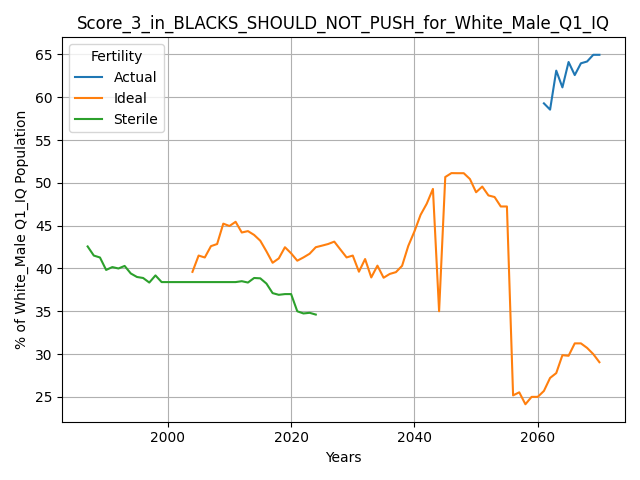 Score_3_in_BLACKS_SHOULD_NOT_PUSH_for_White_Male_Q1_IQ
Fertility
Actual
Ideal
Sterile
% of White_Male Q1_IQ Population
65
60
55
50
45
40
35
30
25
2000
2020
2040
2060
Years